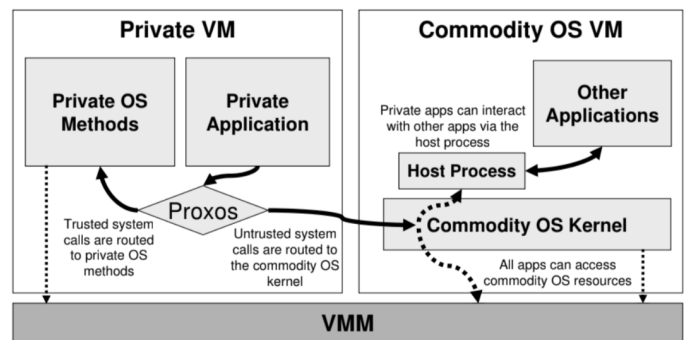 Private VM
Private OS
Methods
Private
Application
Proxos
Trusted system
calls are routed
to private OS
methods
Untrusted system
calls are routed to
the commodity OS
kernel
Commodity OS VM
Other
Applications
Private apps can interact
with other apps via the
host process
Host Process
Commodity OS Kernel
All apps can access
commodity OS resources
VMM